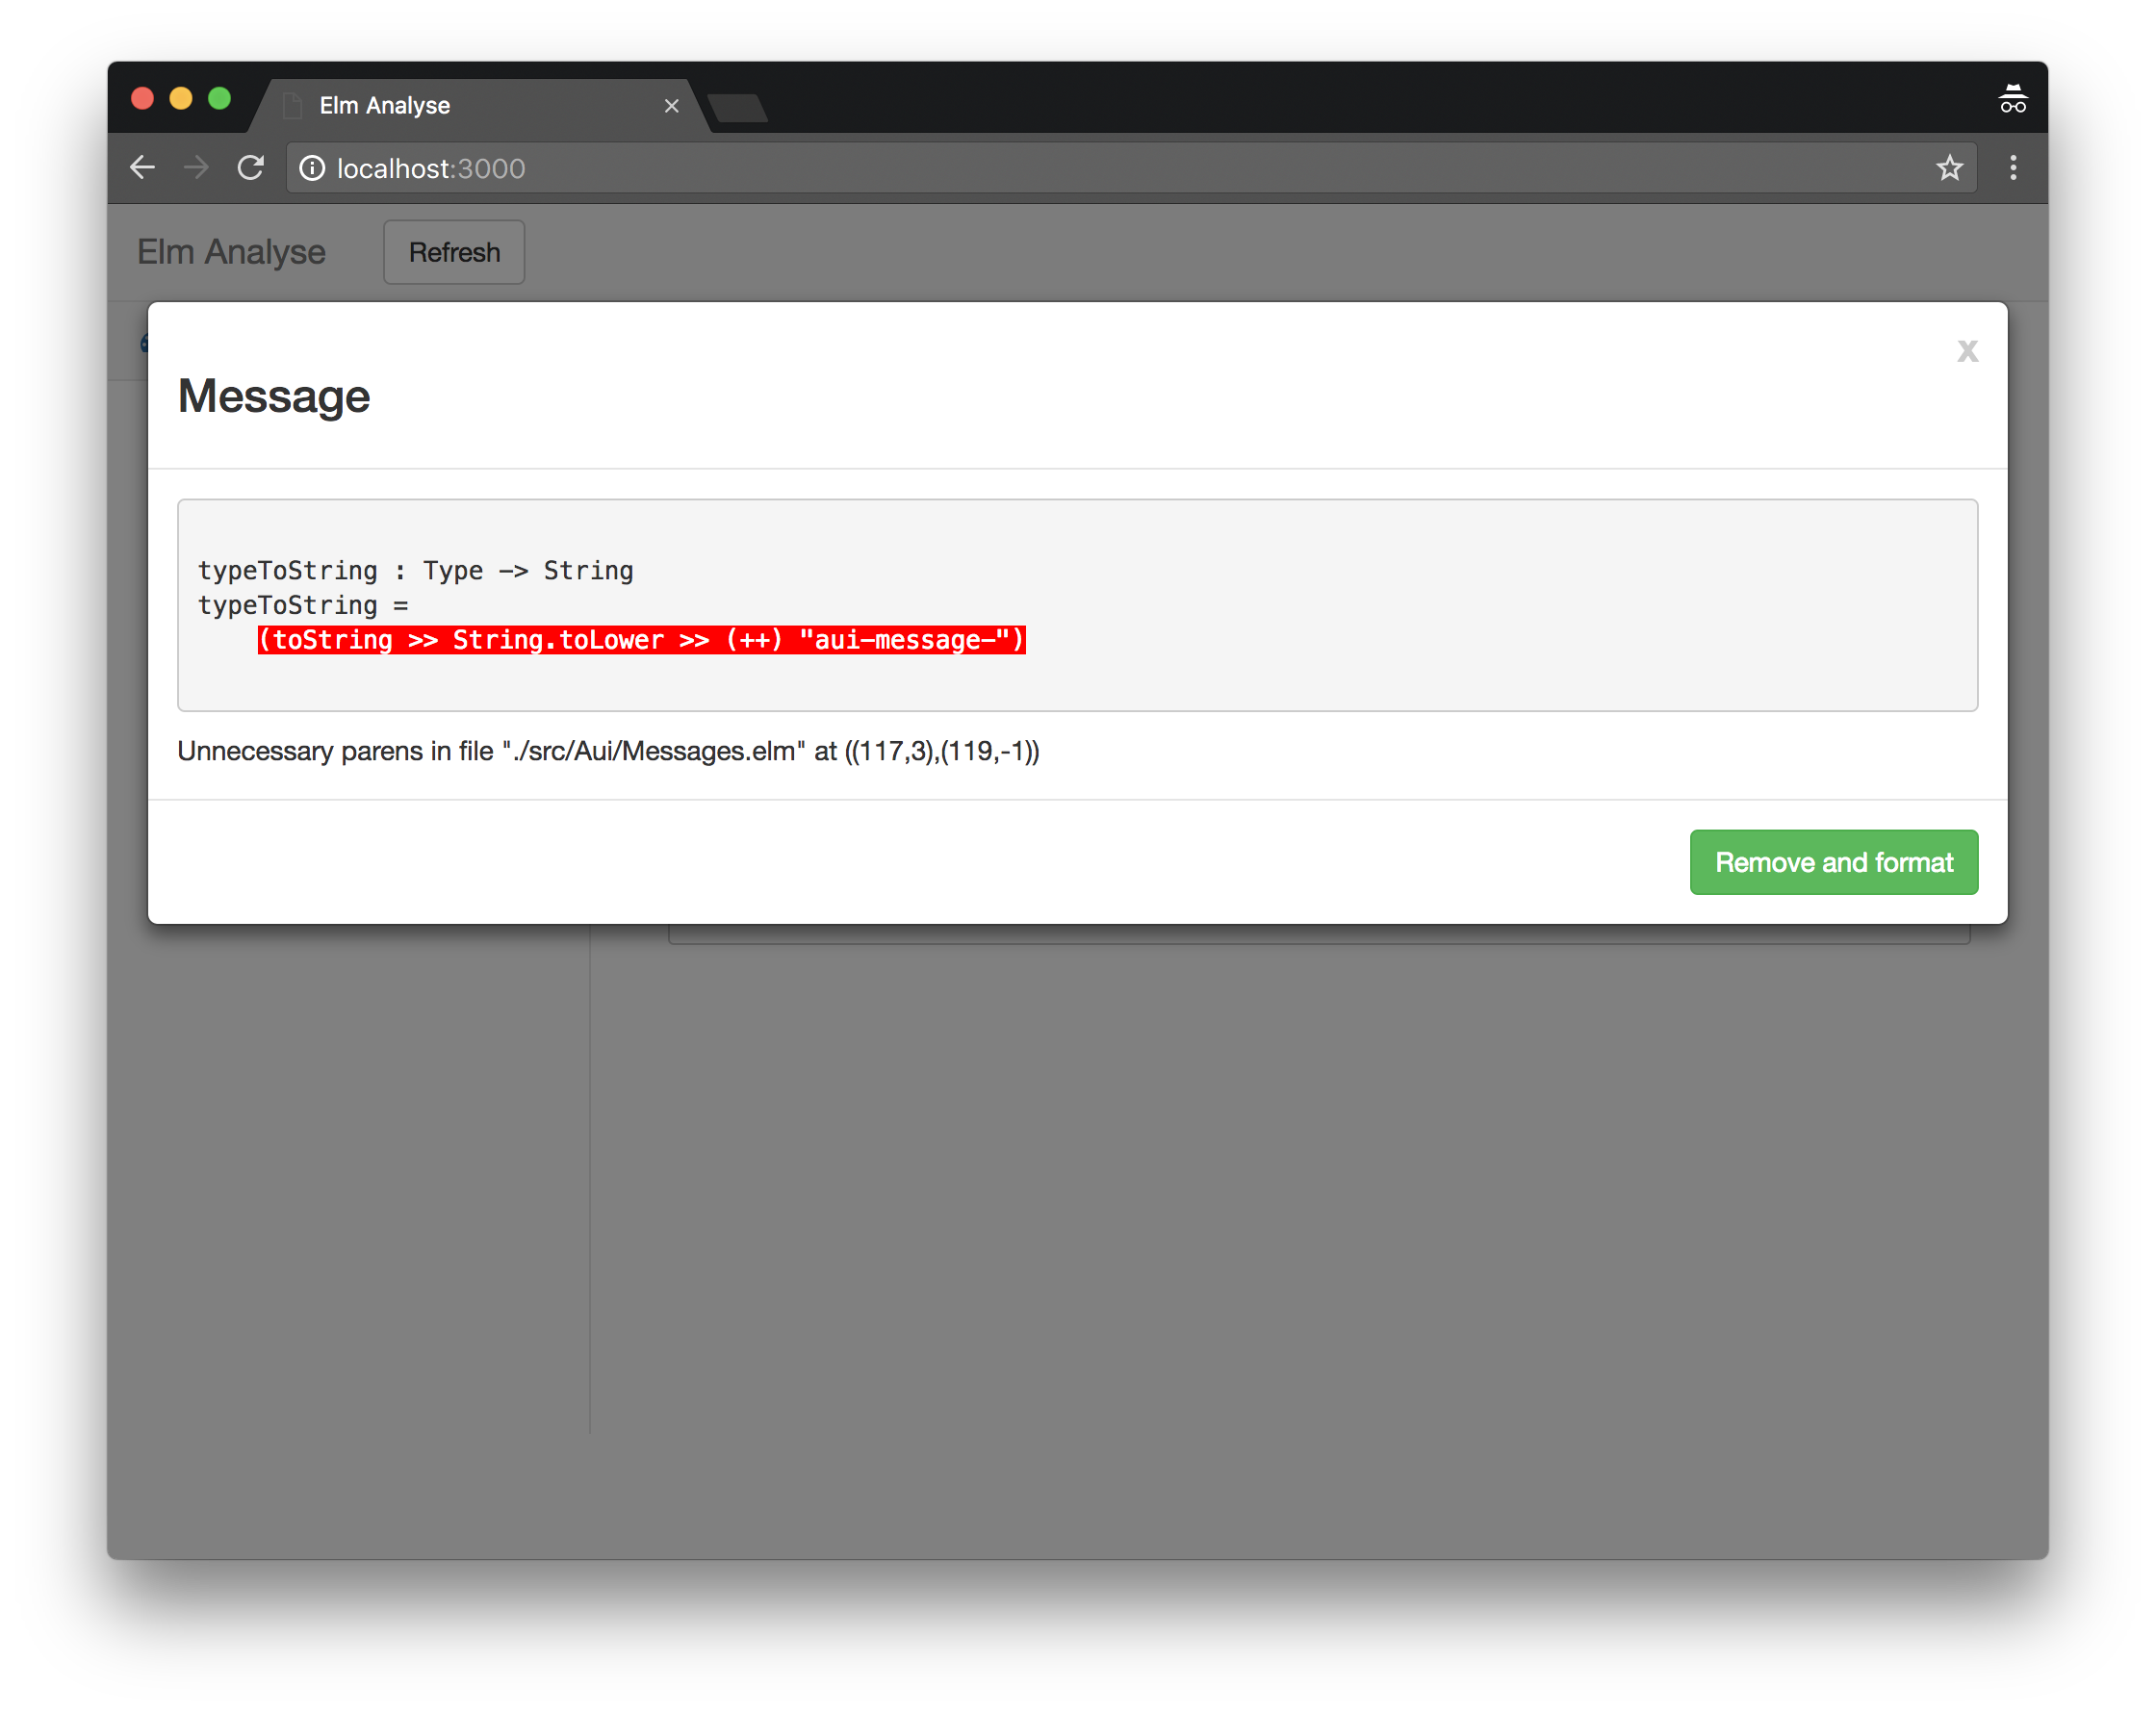 Elm Analyse
localhost:3000
Elm Analyse Refresh
x
Message
typeToString : Type -> String
typeToString =
(toString >> String.toLower >> (++) "aui-message-")
Unnecessary parens in file "./src/Aui/Messages.elm" at ((117,3),(119,-1))
Remove and format